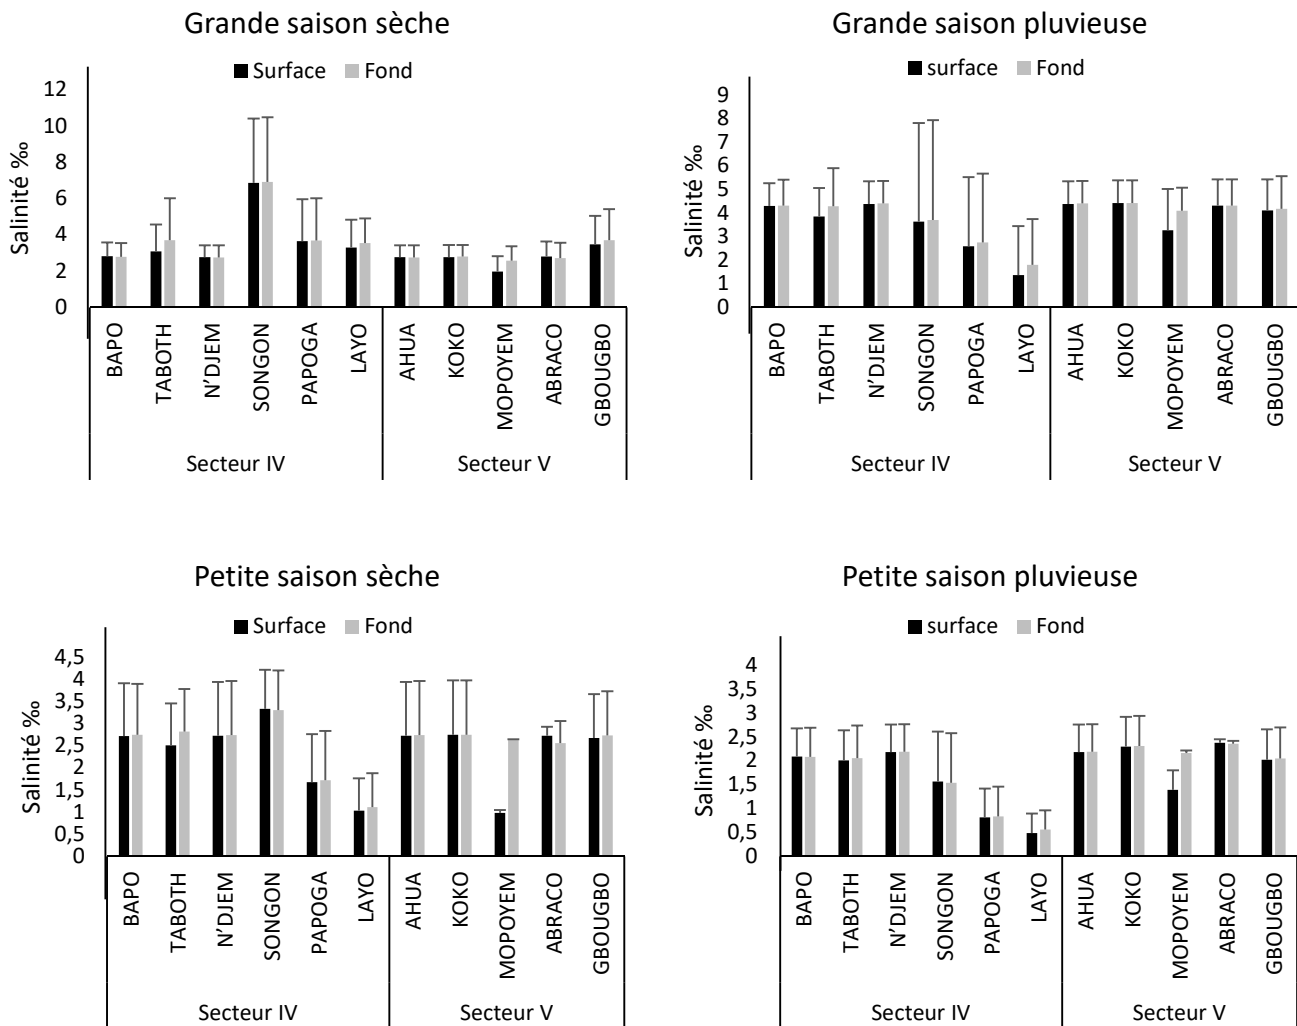 Grande saison sèche
Surface Fond
Salinité ‰
12
10
8
6
4
2
0
BAPO
TABOTH
N'DJEM
SONGON
PAPOGA
LAYO
AHUA
KOKO
MOPOYEM
ABRACO
GBOUGBO
Secteur IV Secteur V
Grande saison pluvieuse
surface Fond
Salinité ‰
9
8
7
6
5
4
3
2
1
0
BAPO
TABOTH
N'DJEM
SONGON
PAPOGA
LAYO
AHUA
KOKO
MOPOYEM
ABRACO
GBOUGBO
Secteur IV Secteur V
Petite saison sèche
Surface Fond
Salinité ‰
4,5
4
3,5
3
2,5
2
1,5
1
0,5
0
BAPO
TABOTH
N'DJEM
SONGON
PAPOGA
LAYO
AHUA
KOKO
MOPOYEM
ABRACO
GBOUGBO
Secteur IV Secteur V
Petite saison pluvieuse
surface Fond
Salinité ‰
4
3,5
3
2,5
2
1,5
1
0,5
0
BAPO
TABOTH
N'DJEM
SONGON
PAPOGA
LAYO
AHUA
KOKO
MOPOYEM
ABRACO
GBOUGBO
Secteur IV Secteur V